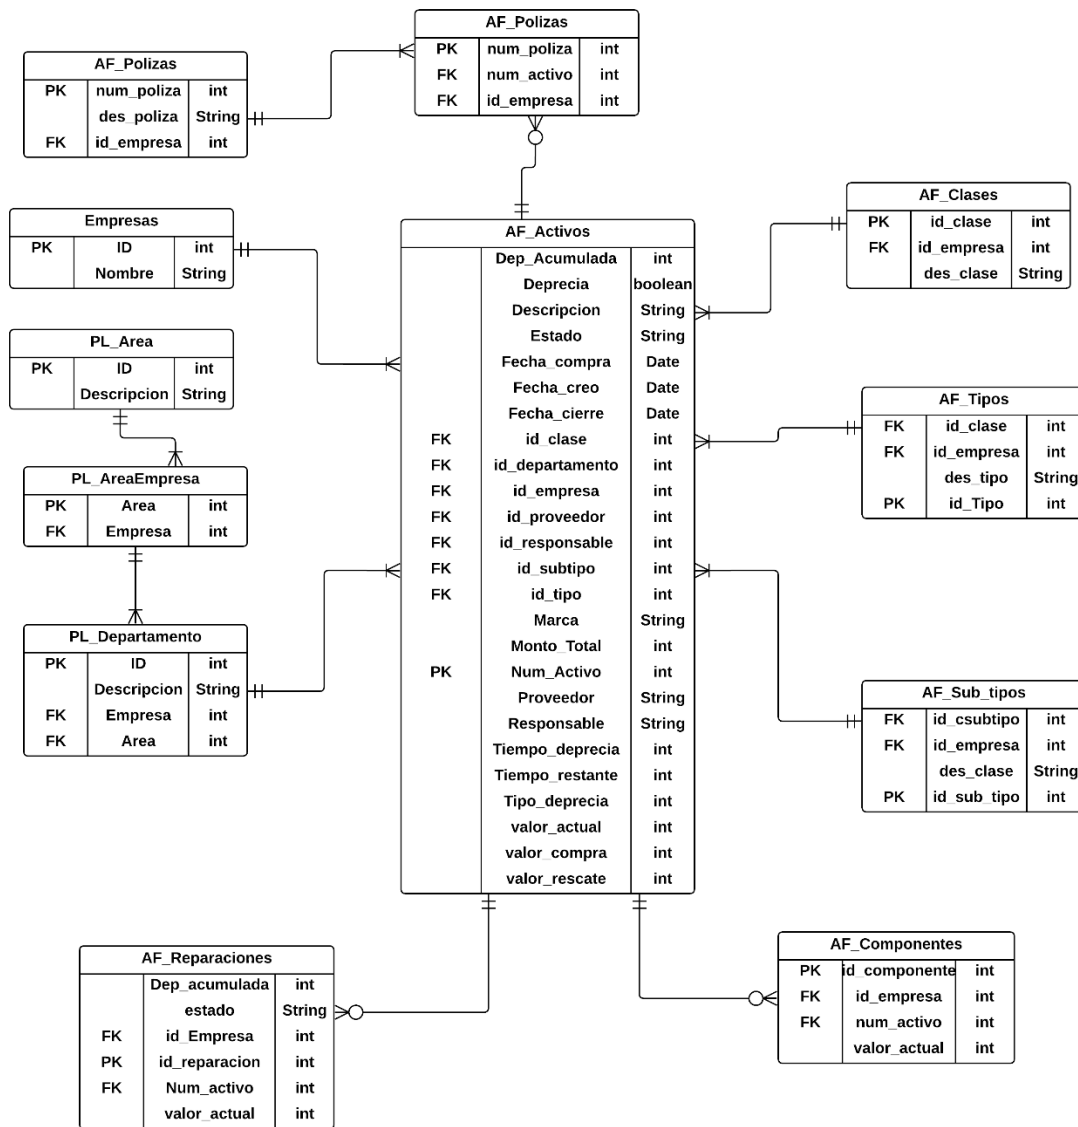 AF_Polizas
PK num_poliza int
FK num_activo int
FK id_empresa int
AF_Polizas
PK num_poliza int
des_poliza String
FK id_empresa int
Empresas
PK ID int
Nombre String
PL_Area
PK ID int
Descripcion String
PL_AreaEmpresa
PK Area int
FK Empresa int
PL_Departamento
PK ID int
Descripcion String
FK Empresa int
FK Area int
AF_Activos
Dep_Acumulada int
Deprecia boolean
Descripcion String
Estado String
Fecha_compra Date
Fecha_creo Date
Fecha_cierre Date
FK id_clase int
FK id_departamento int
FK id_empresa int
FK id_proveedor int
FK id_responsable int
FK id_subtipo int
FK id_tipo int
Marca String
Monto_Total int
PK Num_Activo int
Proveedor String
Responsable String
Tiempo_deprecia int
Tiempo_restante int
Tipo_deprecia int
valor_actual int
valor_compra int
valor_rescate int
AF_Clases
PK id_clase int
FK id_empresa int
des_clase String
AF_Tipos
FK id_clase int
FK id_empresa int
des_tipo String
PK id_Tipo int
AF_Sub_tipos
FK id_csubtipo int
FK id_empresa int
des_clase String
PK id_sub_tipo int
AF_Reparaciones
Dep_acumulada int
estado String
FK id_Empresa int
PK id_reparacion int
FK Num_activo int
valor_actual int
AF_Componentes
PK id_componente int
FK id_empresa int
FK num_activo int
valor_actual int